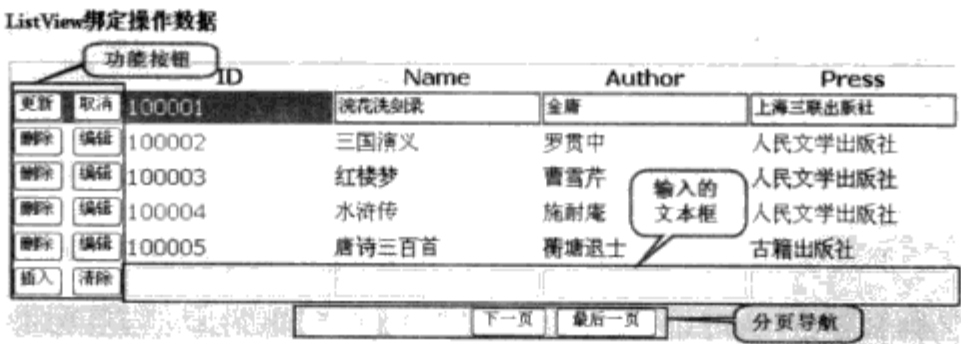 ListView绑定操作数据
功能按钮
ID Name Author Press
更新 取消 100001 浣花洗剑录 金庸 上海三联出版社
删除 编辑 100002 三国演义 罗贯中 人民文学出版社
删除 编辑 100003 红楼梦 曹雪芹 人民文学出版社
删除 编辑 100004 水浒传 施耐庵 人民文学出版社
删除 编辑 100005 唐诗三百首 蘅塘退士 古籍出版社
输入的
文本框
插入 清除
下一页 最后一页
分页导航